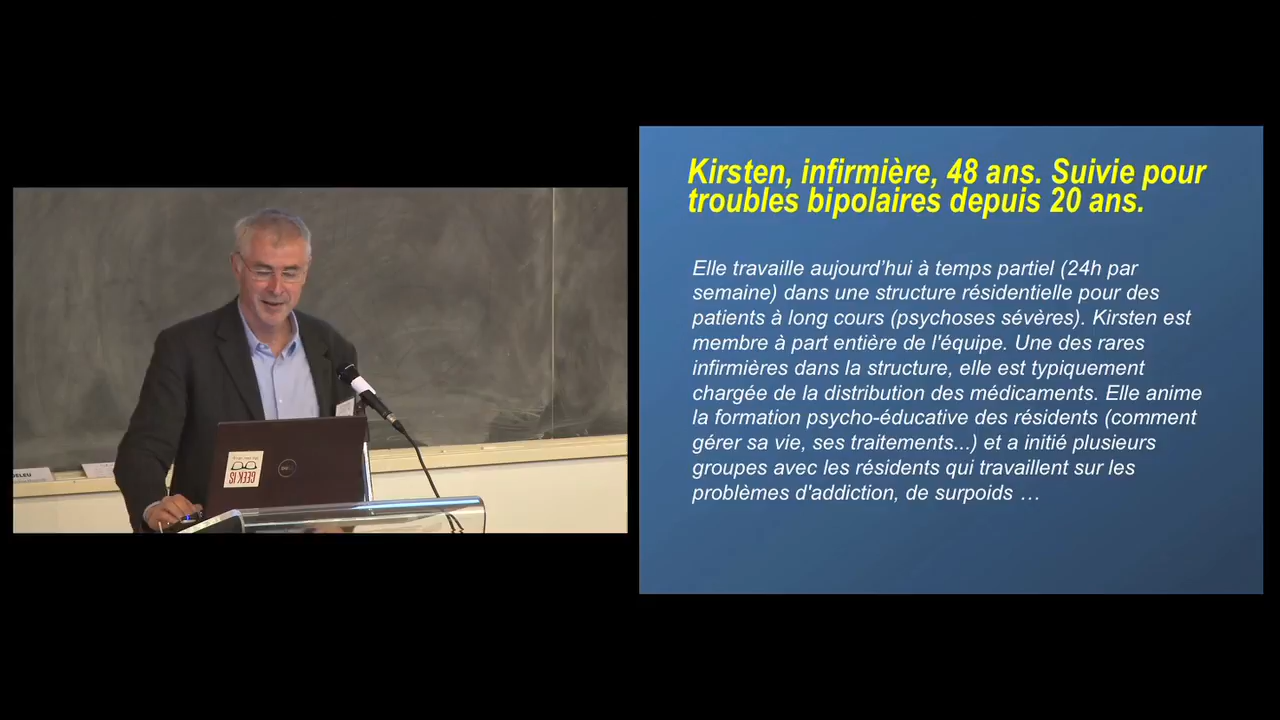 Kirsten, infirmière, 48 ans. Suivie pour
troubles bipolaires depuis 20 ans.
Elle travaille aujourd’hui à temps partiel (24h par
semaine) dans une structure résidentielle pour des
patients à long cours (psychoses sévères). Kirsten est
membre à part entière de l'équipe. Une des rares
infirmières dans la structure, elle est typiquement
chargée de la distribution des médicaments. Elle anime
la formation psycho-éducative des résidents (comment
gérer sa vie, ses traitements...) et a initié plusieurs
groupes avec les résidents qui travaillent sur les
problèmes d'addiction, de surpoids …
GEEK IS
DELL